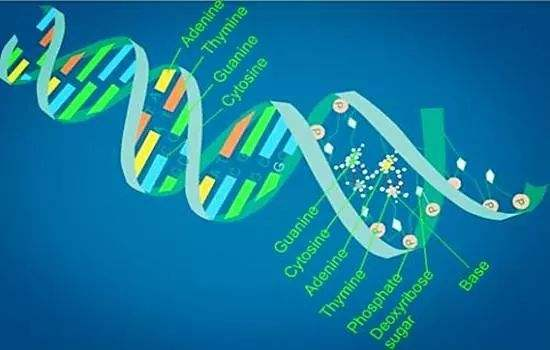 Adenine
Thymine
Guanine
Cytosine
G
P
P
Guanine
Cytosine
Adenine
Thymine
Phosphate
Deoxyribose
sugar
Base
P
P
P
P
P